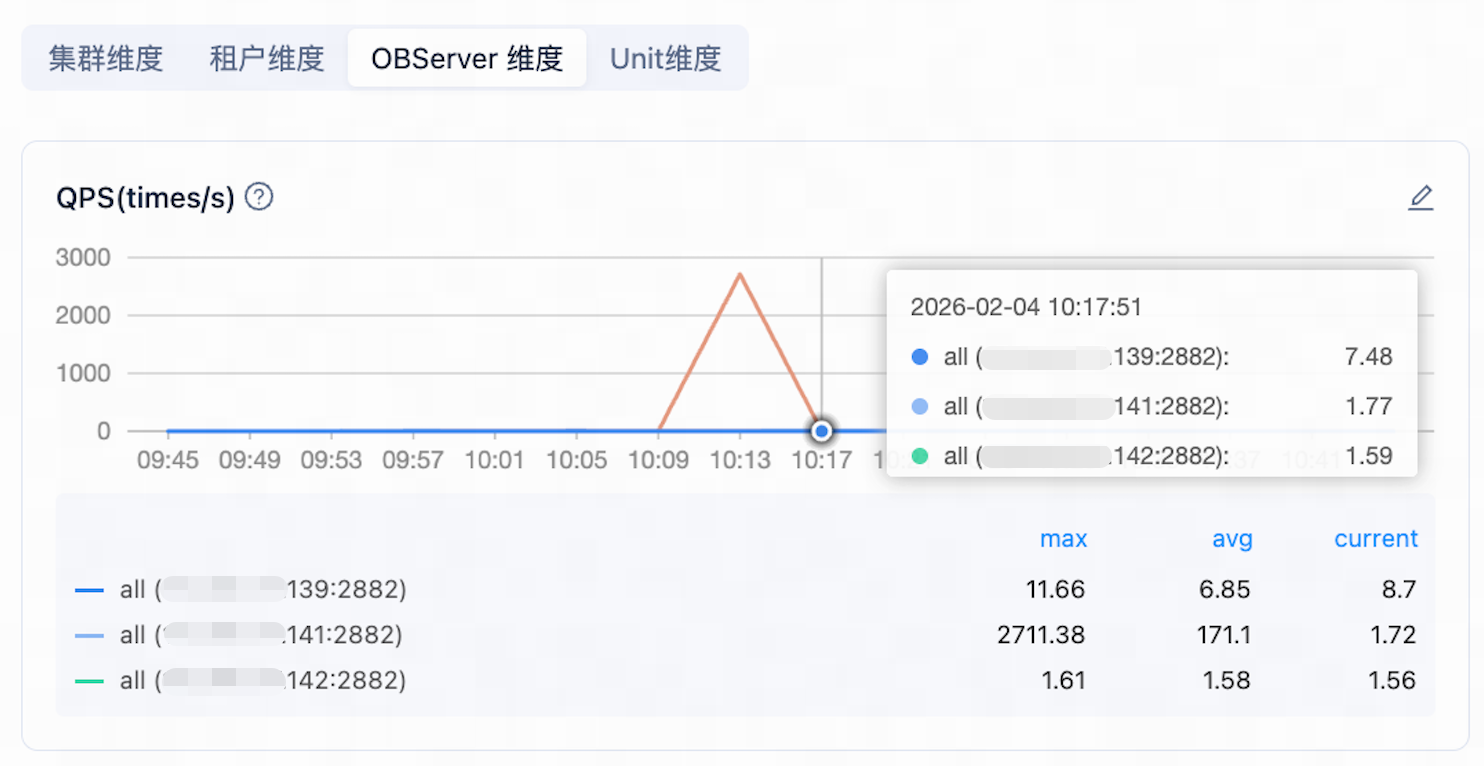 集群维度 租户维度 OBServer 维度 Unit维度
QPS(times/s) ?
3000
2000
1000
0
09:45 09:49 09:53 09:57 10:01 10:05 10:09 10:13 10:17
2026-02-04 10:17:51
all ( .139:2882): 7.48
all ( 141:2882): 1.77
all ( .142:2882): 1.59
max avg current
all ( 139:2882) 11.66 6.85 8.7
all ( .141:2882) 2711.38 171.1 1.72
all ( 142:2882) 1.61 1.58 1.56